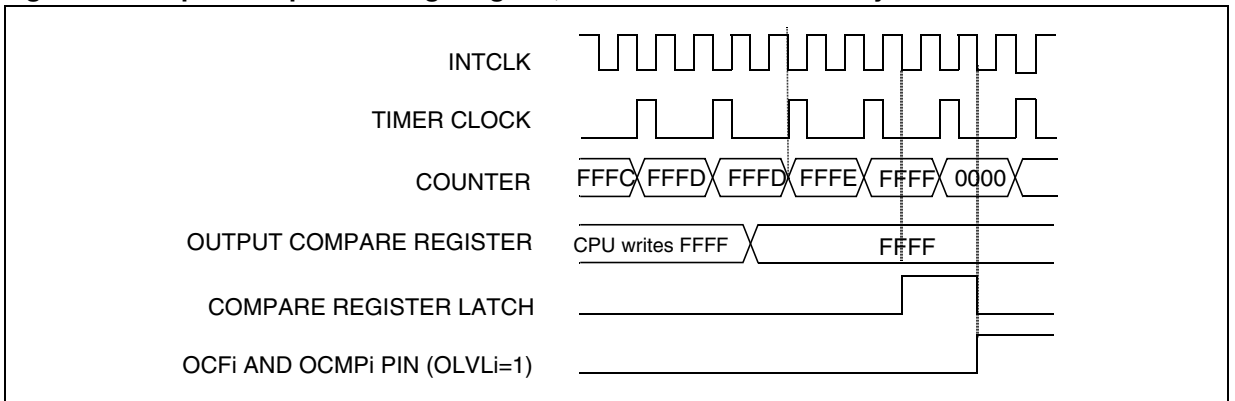 INTCLK
TIMER CLOCK
COUNTER
FFFC FFFD FFFD FFFE FFFF 0000
OUTPUT COMPARE REGISTER
CPU writes FFFF FFFF
COMPARE REGISTER LATCH
OCFi AND OCMPi PIN (OLVLi=1)